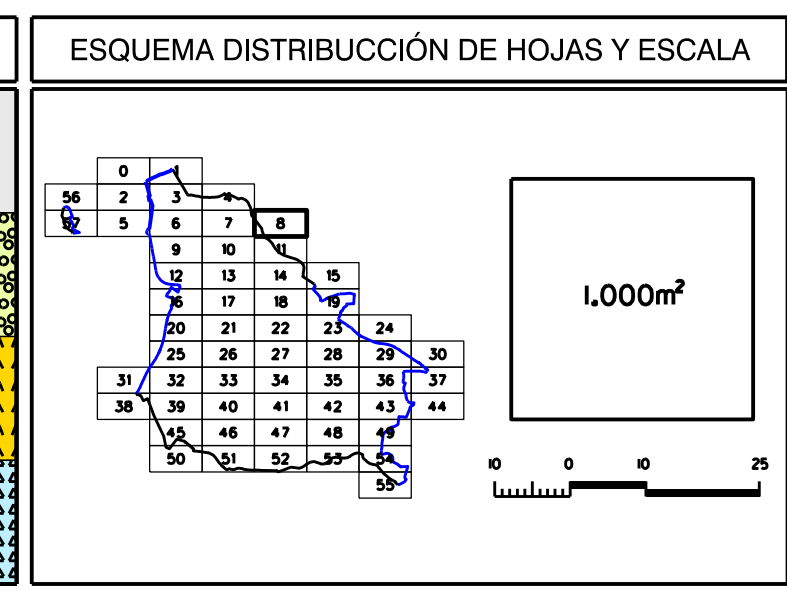 ESQUEMA DISTRIBUCCIÓN DE HOJAS Y ESCALA
0 1
56 2 3 4
57 5 6 7 8
9 10 11
12 13 14 15
16 17 18 19
20 21 22 23 24
25 26 27 28 29 30
31 32 33 34 35 36 37
38 39 40 41 42 43 44
45 46 47 48 49
50 51 52 53 54
55
1.000m²
10 0 10 25